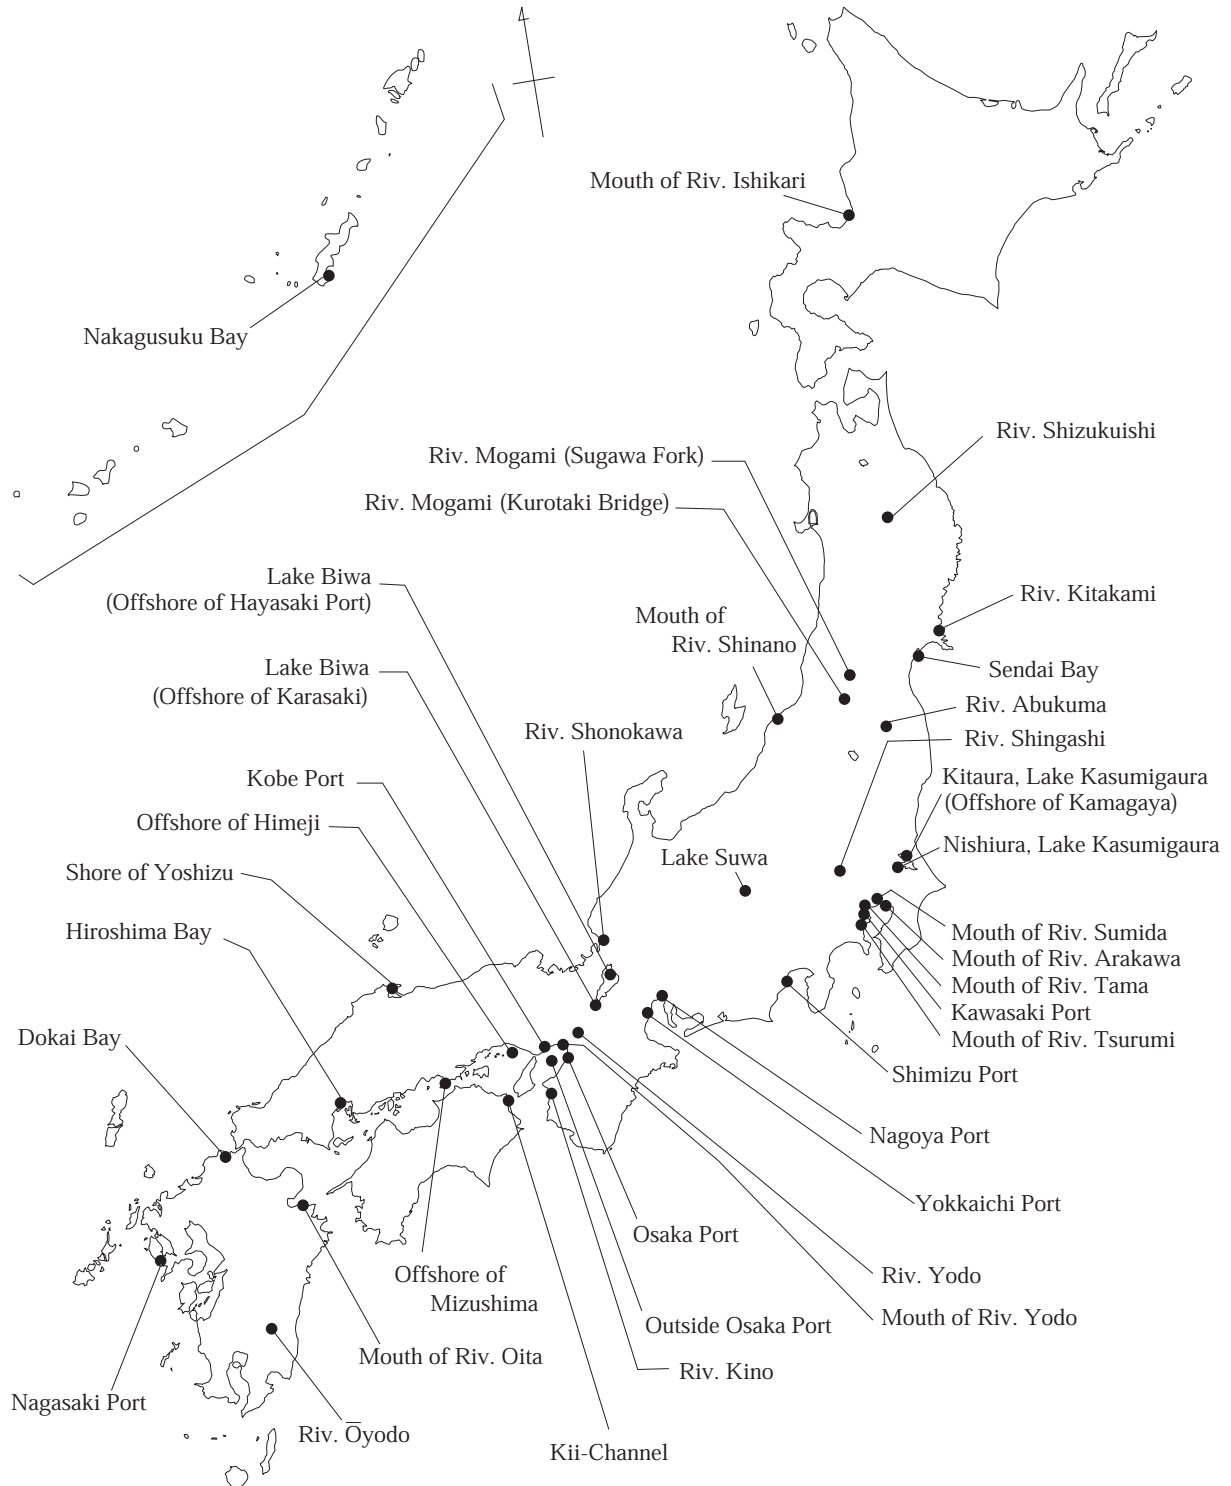 Mouth of Riv. Ishikari
Nakagusuku Bay
Riv. Shizukuishi
Riv. Mogami (Sugawa Fork)
Riv. Mogami (Kurotaki Bridge)
Lake Biwa
(Offshore of Hayasaki Port)
Riv. Kitakami
Mouth of
Riv. Shinano
Lake Biwa
(Offshore of Karasaki)
Sendai Bay
Riv. Abukuma
Riv. Shonokawa
Riv. Shingashi
Kobe Port
Kitaura, Lake Kasumigaura
(Offshore of Kamagaya)
Offshore of Himeji
Nishiura, Lake Kasumigaura
Lake Suwa
Shore of Yoshizu
Hiroshima Bay
Mouth of Riv. Sumida
Mouth of Riv. Arakawa
Mouth of Riv. Tama
Kawasaki Port
Dokai Bay
Mouth of Riv. Tsurumi
Shimizu Port
Nagoya Port
Yokkaichi Port
Osaka Port
Offshore of
Mizushima
Riv. Yodo
Mouth of Riv. Yodo
Outside Osaka Port
Mouth of Riv. Oita
Riv. Kino
Nagasaki Port
Riv. Ōyodo
Kii-Channel